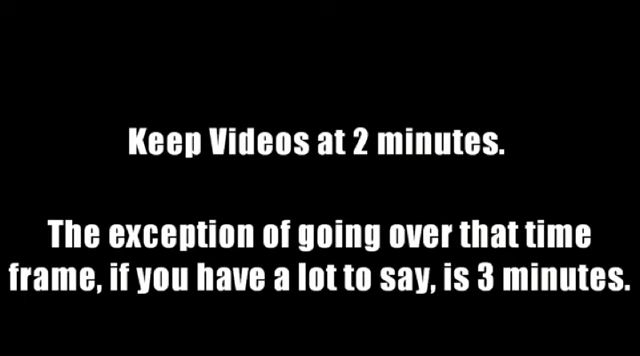 Keep Videos at 2 minutes.
The exception of going over that time
frame, if you have a lot to say, is 3 minutes.